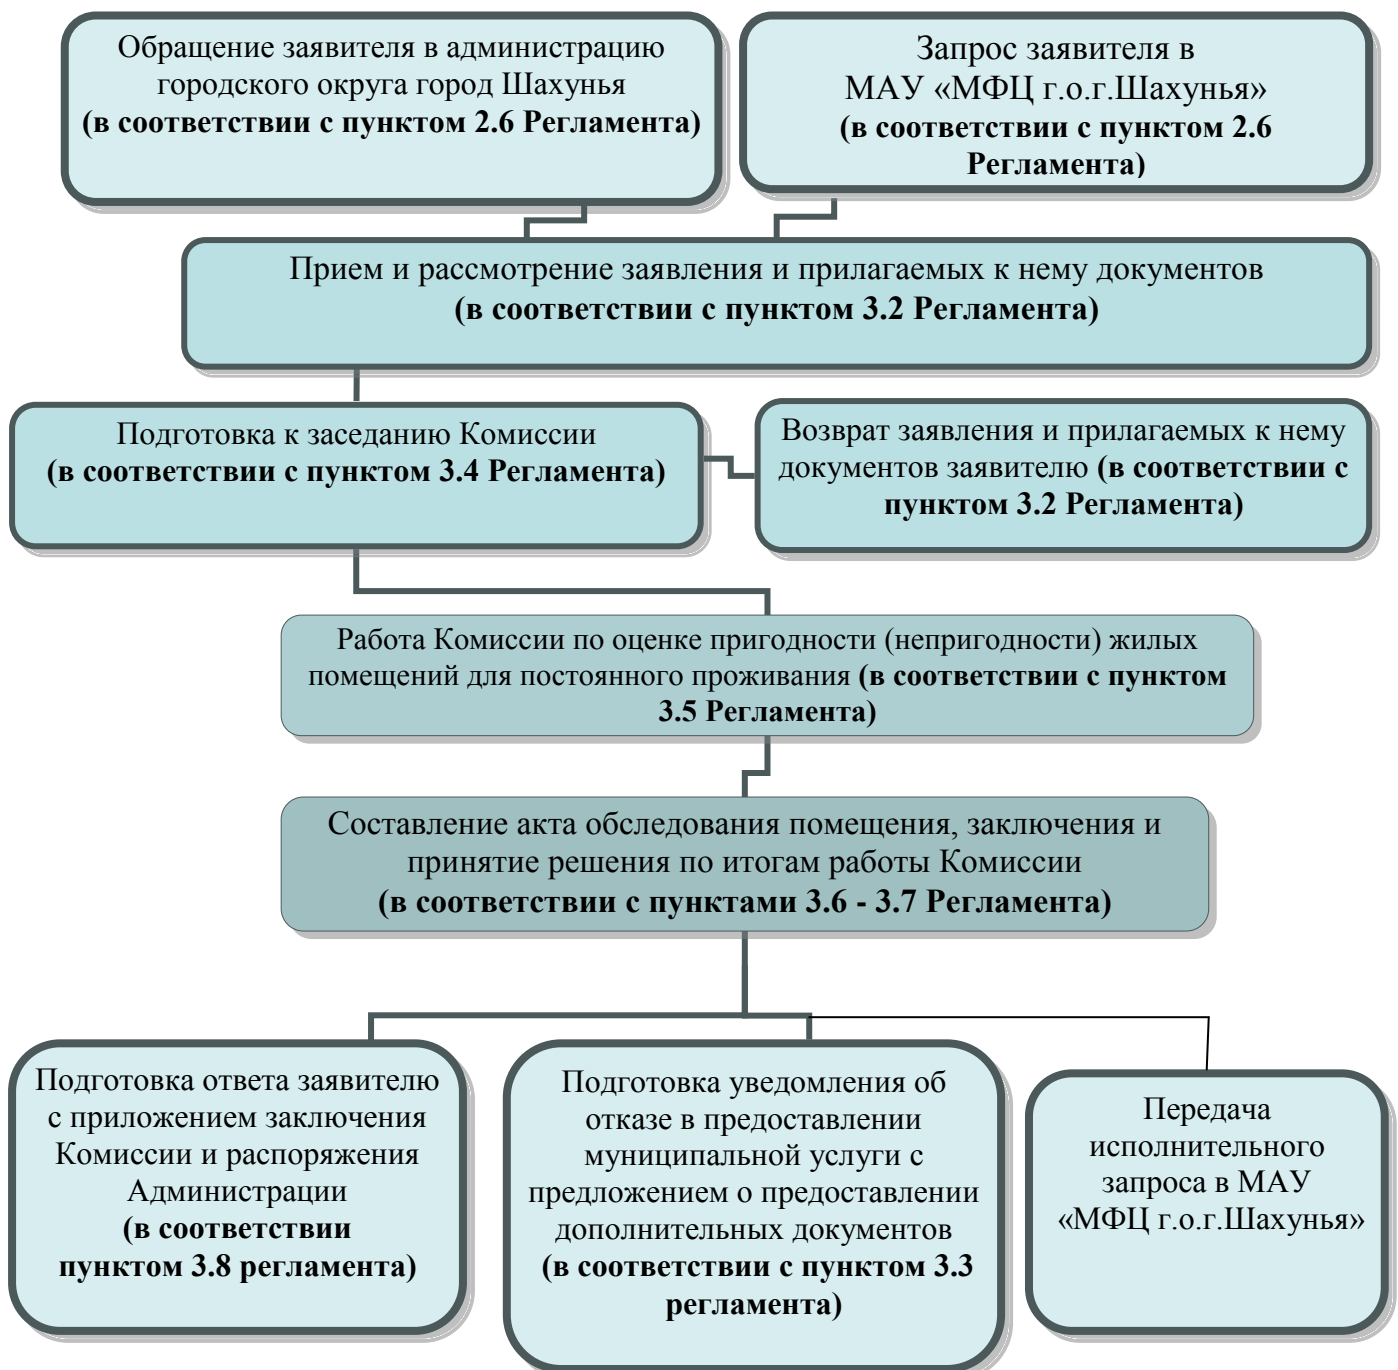 Обращение заявителя в администрацию
городского округа город Шахунья
(в соответствии с пунктом 2.6 Регламента)
Запрос заявителя в
МАУ «МФЦ г.о.г.Шахунья»
(в соответствии с пунктом 2.6
Регламента)
Прием и рассмотрение заявления и прилагаемых к нему документов
(в соответствии с пунктом 3.2 Регламента)
Подготовка к заседанию Комиссии
(в соответствии с пунктом 3.4 Регламента)
Возврат заявления и прилагаемых к нему
документов заявителю (в соответствии с
пунктом 3.2 Регламента)
Работа Комиссии по оценке пригодности (непригодности) жилых
помещений для постоянного проживания (в соответствии с пунктом
3.5 Регламента)
Составление акта обследования помещения, заключения и
принятие решения по итогам работы Комиссии
(в соответствии с пунктами 3.6 - 3.7 Регламента)
Подготовка ответа заявителю
с приложением заключения
Комиссии и распоряжения
Администрации
(в соответствии
пунктом 3.8 регламента)
Подготовка уведомления об
отказе в предоставлении
муниципальной услуги с
предложением о предоставлении
дополнительных документов
(в соответствии с пунктом 3.3
регламента)
Передача
исполнительного
запроса в МАУ
«МФЦ г.о.г.Шахунья»